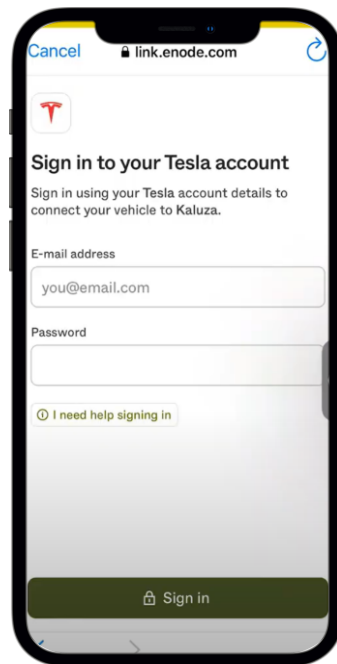 Cancel
link.enode.com
Sign in to your Tesla account
Sign in using your Tesla account details to
connect your vehicle to Kaluza.
E-mail address
you@email.com
Password
I need help signing in
Sign in